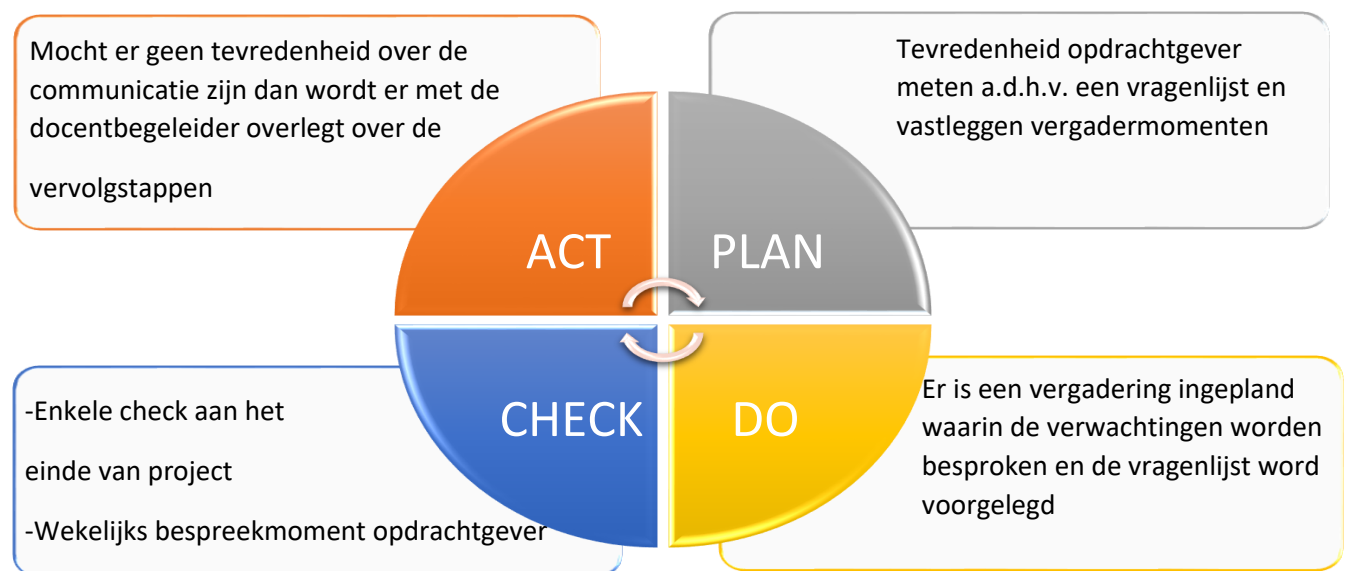 Mocht er geen tevredenheid over de
communicatie zijn dan wordt er met de
docentbegeleider overlegt over de
vervolgstappen
Tevredenheid opdrachtgever
meten a.d.h.v. een vragenlijst en
vastleggen vergadermomenten
ACT
PLAN
CHECK
DO
-Enkele check aan het
einde van project
-Wekelijks bespreekmoment opdrachtgever
Er is een vergadering ingepland
waarin de verwachtingen worden
besproken en de vragenlijst word
voorgelegd